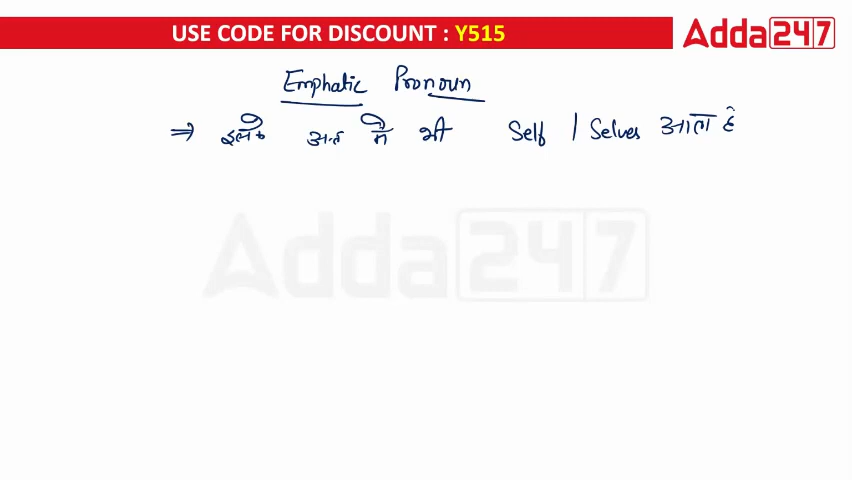 USE CODE FOR DISCOUNT : Y515
Adda247
Emphatic Pronoun
⇒ इसके अन्त में भी Self / Selves आता है
Adda247